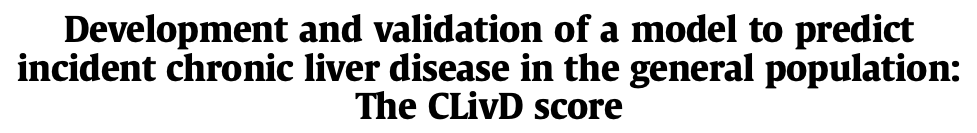 Development and validation of a model to predict
incident chronic liver disease in the general population:
The CLivD score